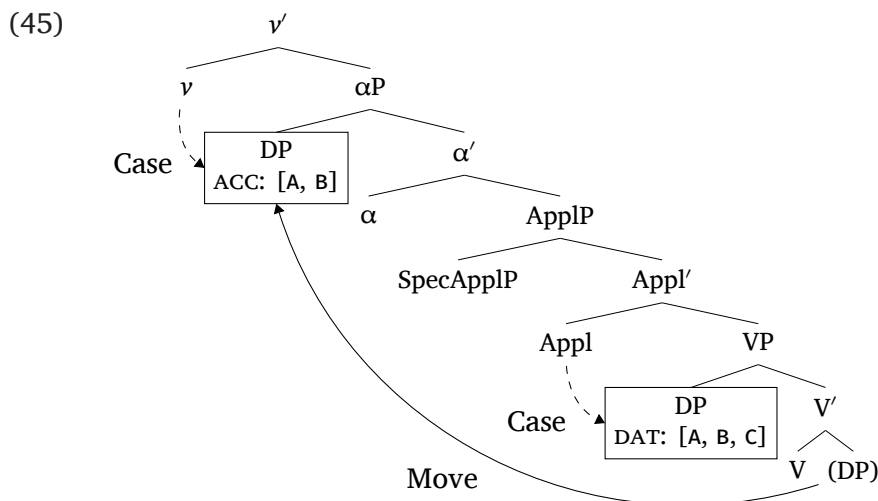 (45)
v′
v αP
Case DP α′
ACC: [A, B]
α ApplP
SpecApplP Appl′
Appl VP
Case DP V′
DAT: [A, B, C]
V (DP)
Move